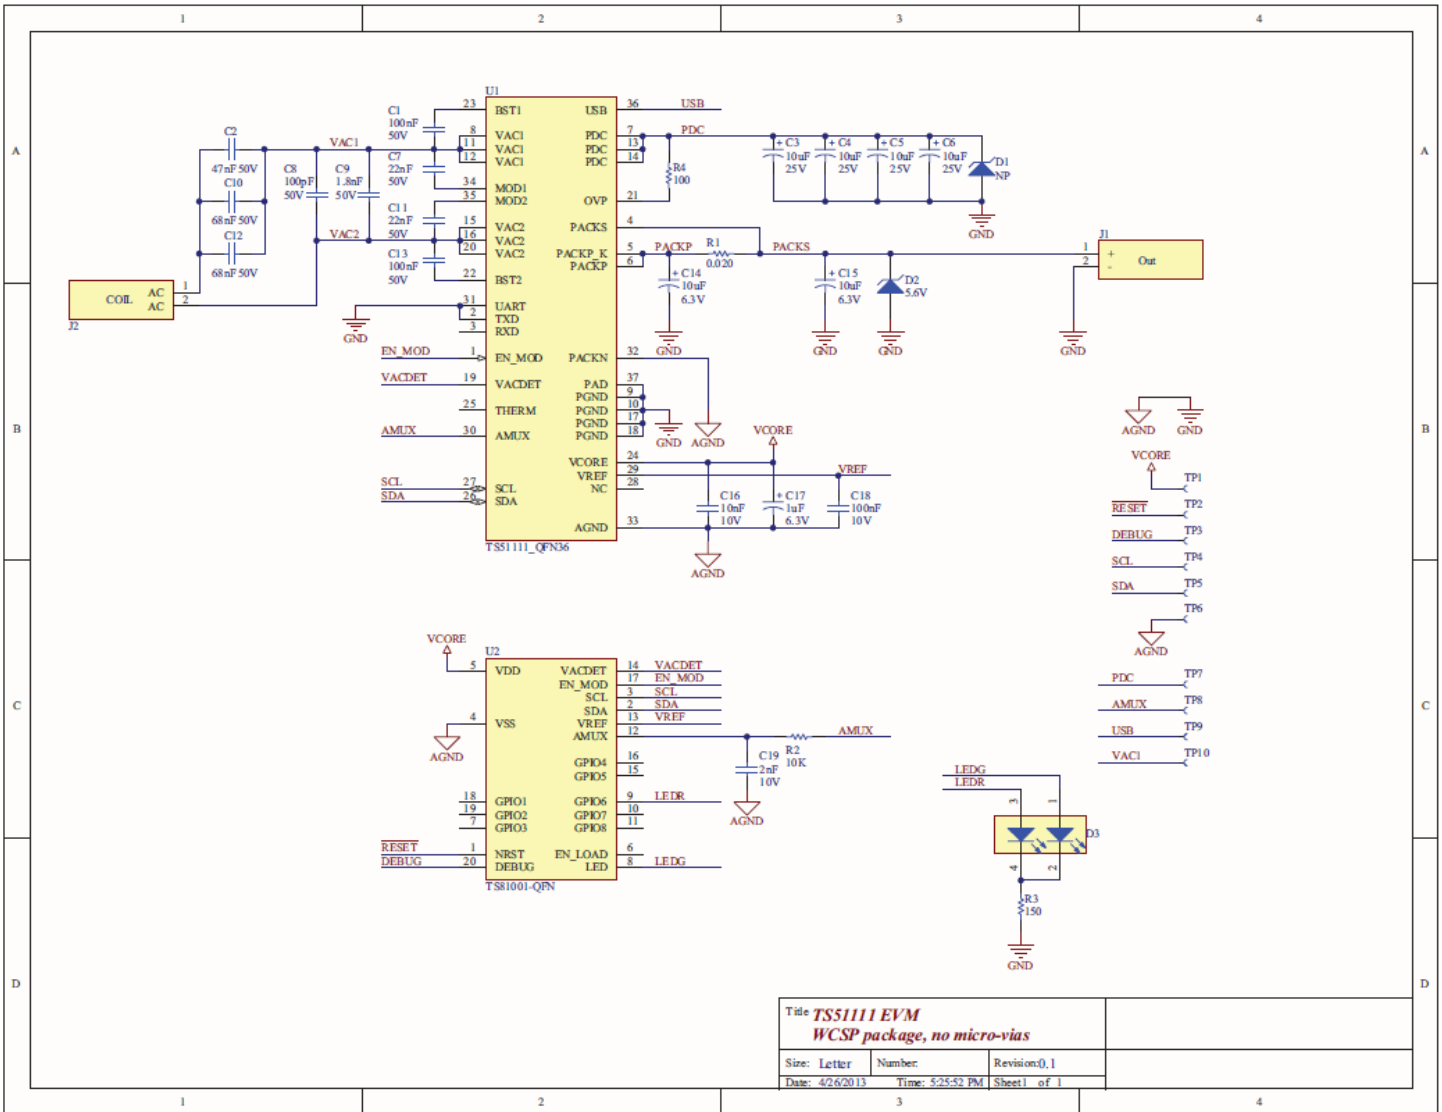 1 2 3 4
A A
B B
C C
D D
1 2 3 4
U1
23 BST1 USB 36 USB
8 VAC1 PDC 7 PDC
11 VAC1 PDC 13
12 VAC1 PDC 14
34 MOD1
35 MOD2 OVP 21
15 VAC2 PACKS 4
16 VAC2
20 VAC2 PACKP_K 5 PACKP
PACKP 6
22 BST2
31 UART
2 TXD
3 RXD
EN_MOD 1 EN_MOD PACKN 32
VACDET 19 VACDET PAD 37
PGND 9
25 THERM PGND 10
PGND 17
AMUX 30 AMUX PGND 18
VCORE 24
VREF 29 VREF
SCL 27 SCL NC 28
SDA 26 SDA
AGND 33
TS51111_QFN36
C1
100nF
50V
C2
47nF 50V
C10
68nF 50V
C12
68nF 50V
VAC1
VAC2
C8
100pF
50V
C9
1.8nF
50V
C7
22nF
50V
C11
22nF
50V
C13
100nF
50V
COIL AC 1
AC 2
J2
GND
R4
100
+ C3
10uF
25V
+ C4
10uF
25V
+ C5
10uF
25V
+ C6
10uF
25V
D1
NP
GND
R1
0.020
PACKS
+ C14
10uF
6.3V
GND
+ C15
10uF
6.3V
GND
D2
5.6V
GND
J1
1 + Out
2 -
GND
GND
AGND
VCORE
C16
10nF
10V
+ C17
1uF
6.3V
C18
100nF
10V
AGND
AGND GND
VCORE
TP1
RESET TP2
DEBUG TP3
SCL TP4
SDA TP5
TP6
AGND
PDC TP7
AMUX TP8
USB TP9
VAC1 TP10
VCORE
U2
5 VDD VACDET 14 VACDET
EN_MOD 17 EN_MOD
SCL 3 SCL
SDA 2 SDA
4 VSS VREF 13 VREF
AMUX 12
AGND
GPIO4 16
GPIO5 15
18 GPIO1 GPIO6 9 LEDR
19 GPIO2 GPIO7 10
7 GPIO3 GPIO8 11
RESET 1 NRST EN_LOAD 6
DEBUG 20 DEBUG LED 8 LEDG
TS81001-QFN
C19
2nF
10V
R2
10K
AMUX
AGND
LEDG
LEDR
3 1
D3
4 2
R3
150
GND
Title TS51111 EVM
WCSP package, no micro-vias
Size: Letter Number: Revision:0.1
Date: 4/26/2013 Time: 5:25:52 PM Sheet1 of 1